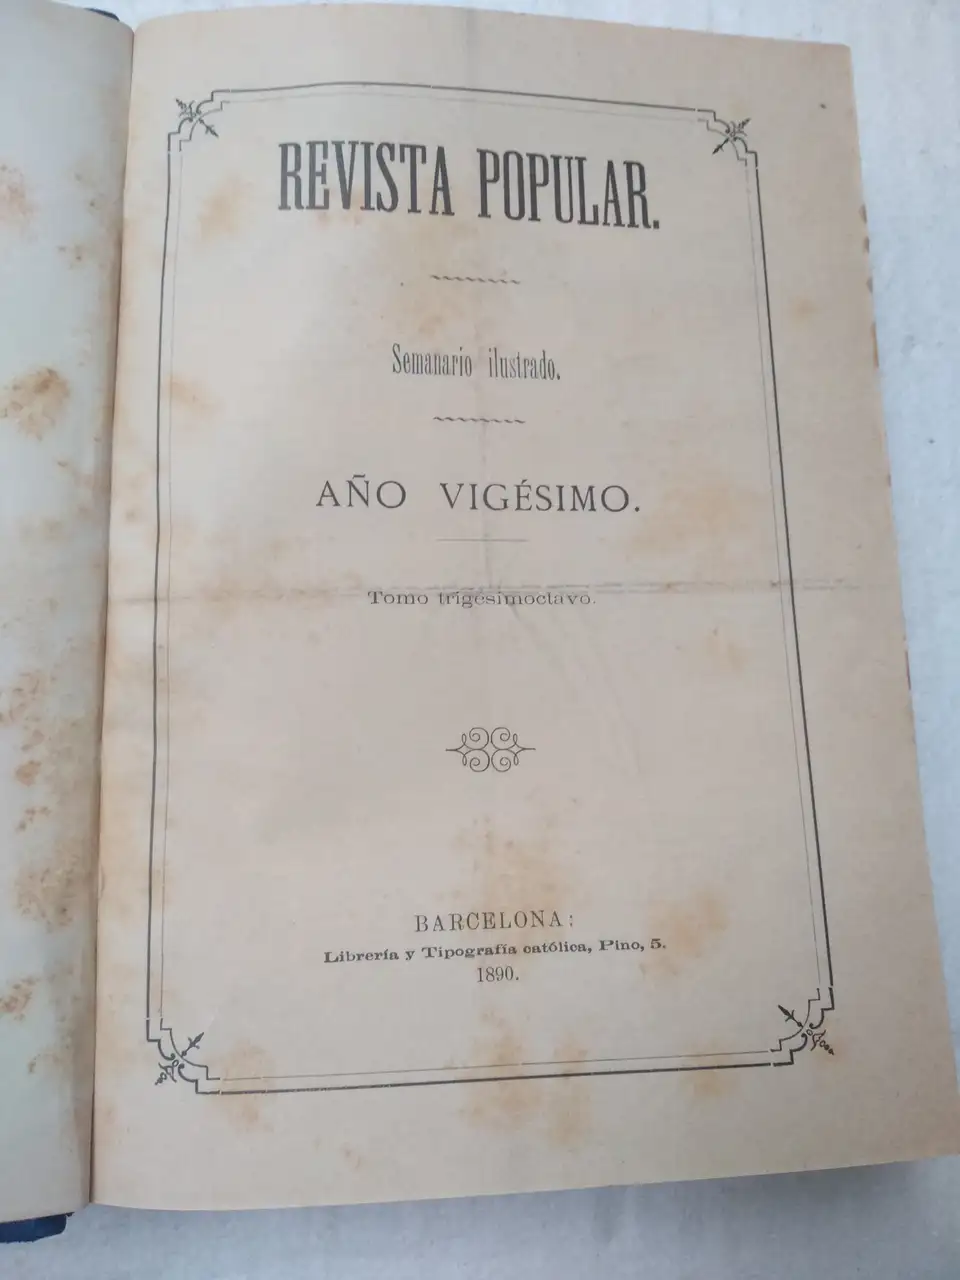 REVISTA POPULAR.
Semanario ilustrado.
AÑO VIGÉSIMO.
Tomo trigésimoctavo.
BARCELONA:
Librería y Tipografía católica, Pino, 5.
1890.